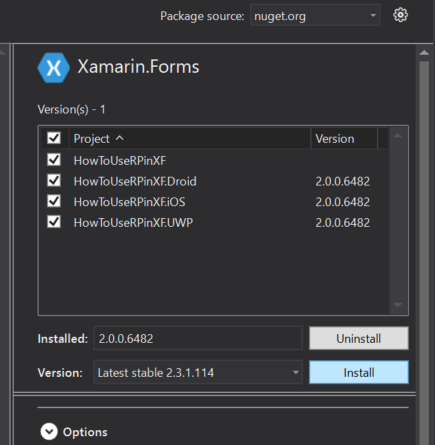 Package source: nuget.org
Xamarin.Forms
Version(s) - 1
Project Version
HowToUseRPinXF
HowToUseRPinXF.Droid 2.0.0.6482
HowToUseRPinXF.iOS 2.0.0.6482
HowToUseRPinXF.UWP 2.0.0.6482
Installed: 2.0.0.6482 Uninstall
Version: Latest stable 2.3.1.114 Install
Options